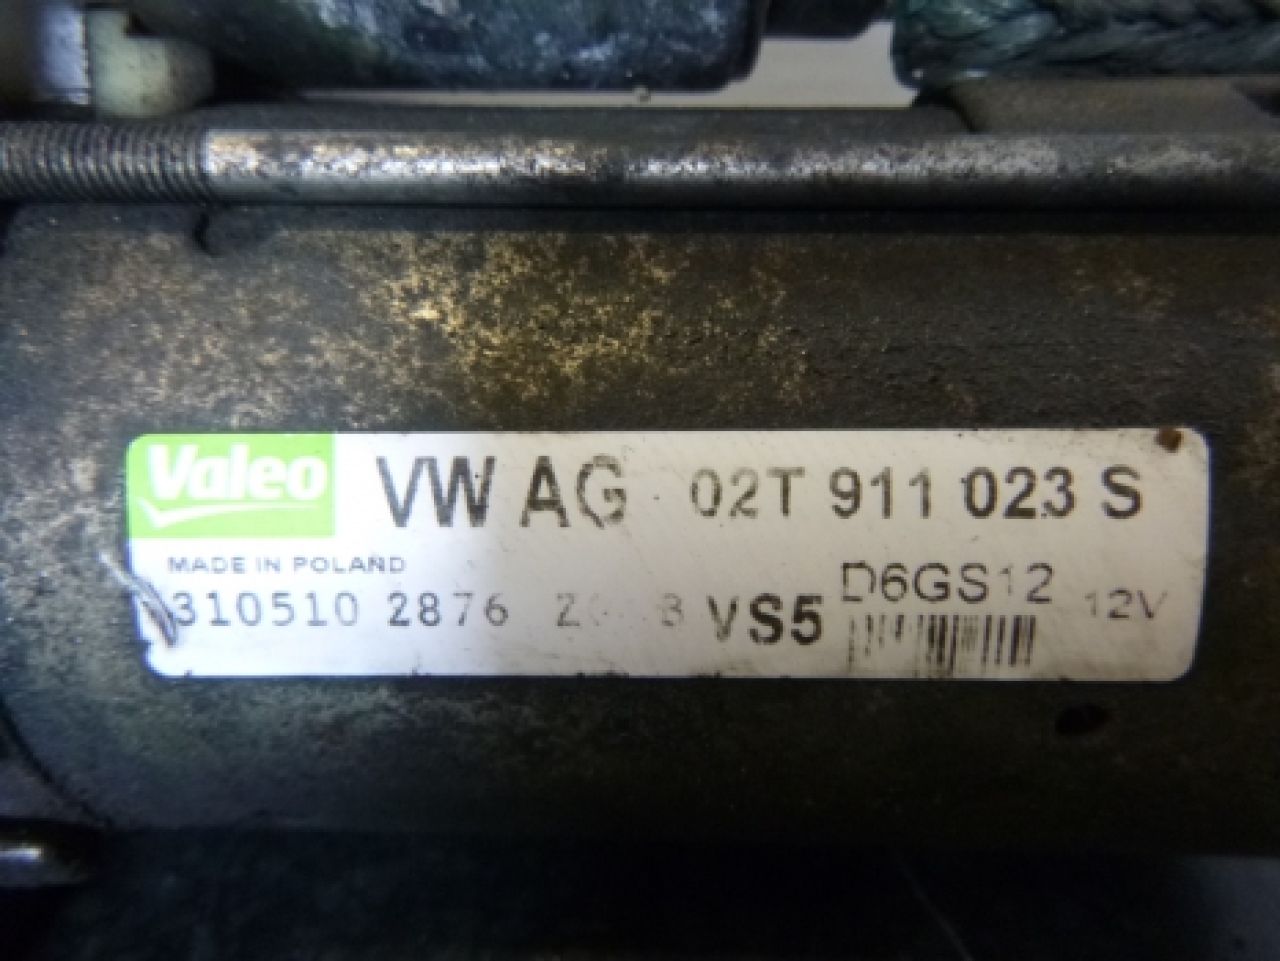 Valeo VW AG 02T 911 023 S
MADE IN POLAND D6GS12 12V
310510 2876 VS5